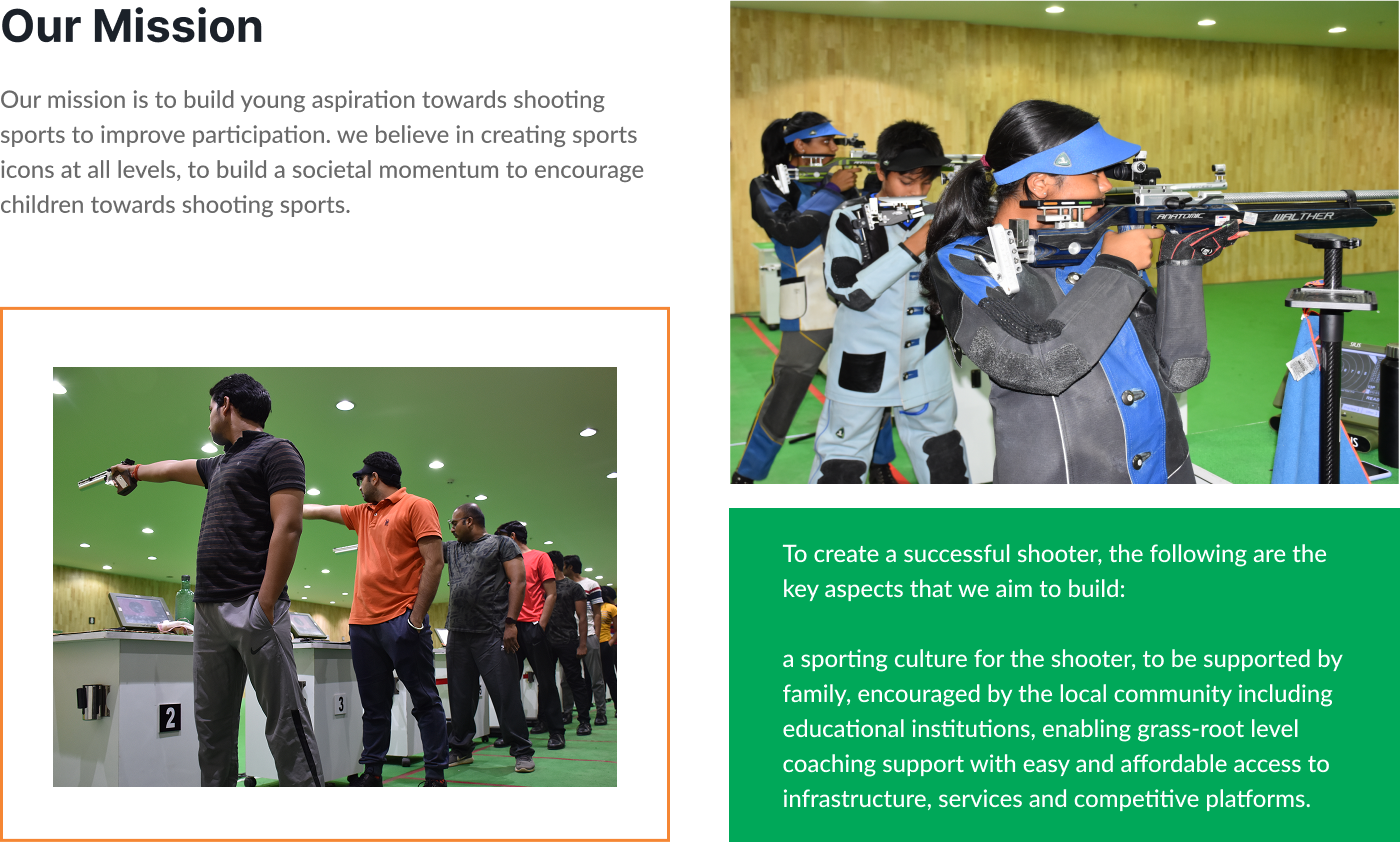 Our Mission
Our mission is to build young aspiration towards shooting
sports to improve participation. we believe in creating sports
icons at all levels, to build a societal momentum to encourage
children towards shooting sports.
ANATOMIC
WALTHER
2
3
To create a successful shooter, the following are the
key aspects that we aim to build:
a sporting culture for the shooter, to be supported by
family, encouraged by the local community including
educational institutions, enabling grass-root level
coaching support with easy and affordable access to
infrastructure, services and competitive platforms.